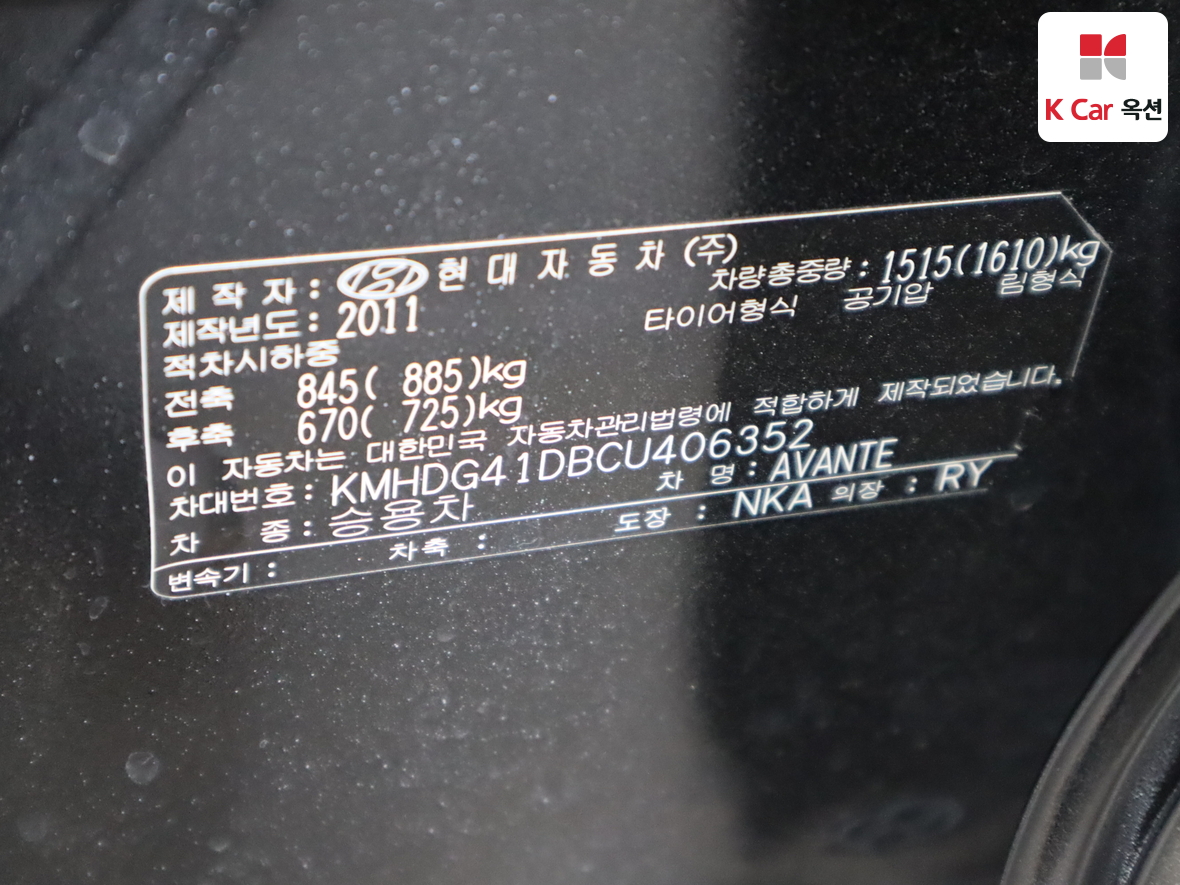 K Car 옥션
제 작 자 : 현 대 자 동 차 (주)
제작년도 : 2011 차량총중량 : 1515(1610)kg
적차시하중 타이어형식 공기압 림형식
전축 845( 885)kg
후축 670( 725)kg
이 자동차는 대한민국 자동차관리법령에 적합하게 제작되었습니다.
차대번호 : KMHDG41DBCU406352
차 종 : 승용차 차 명 : AVANTE
변속기 : 차축 : 도장 : NKA 의장 : RY